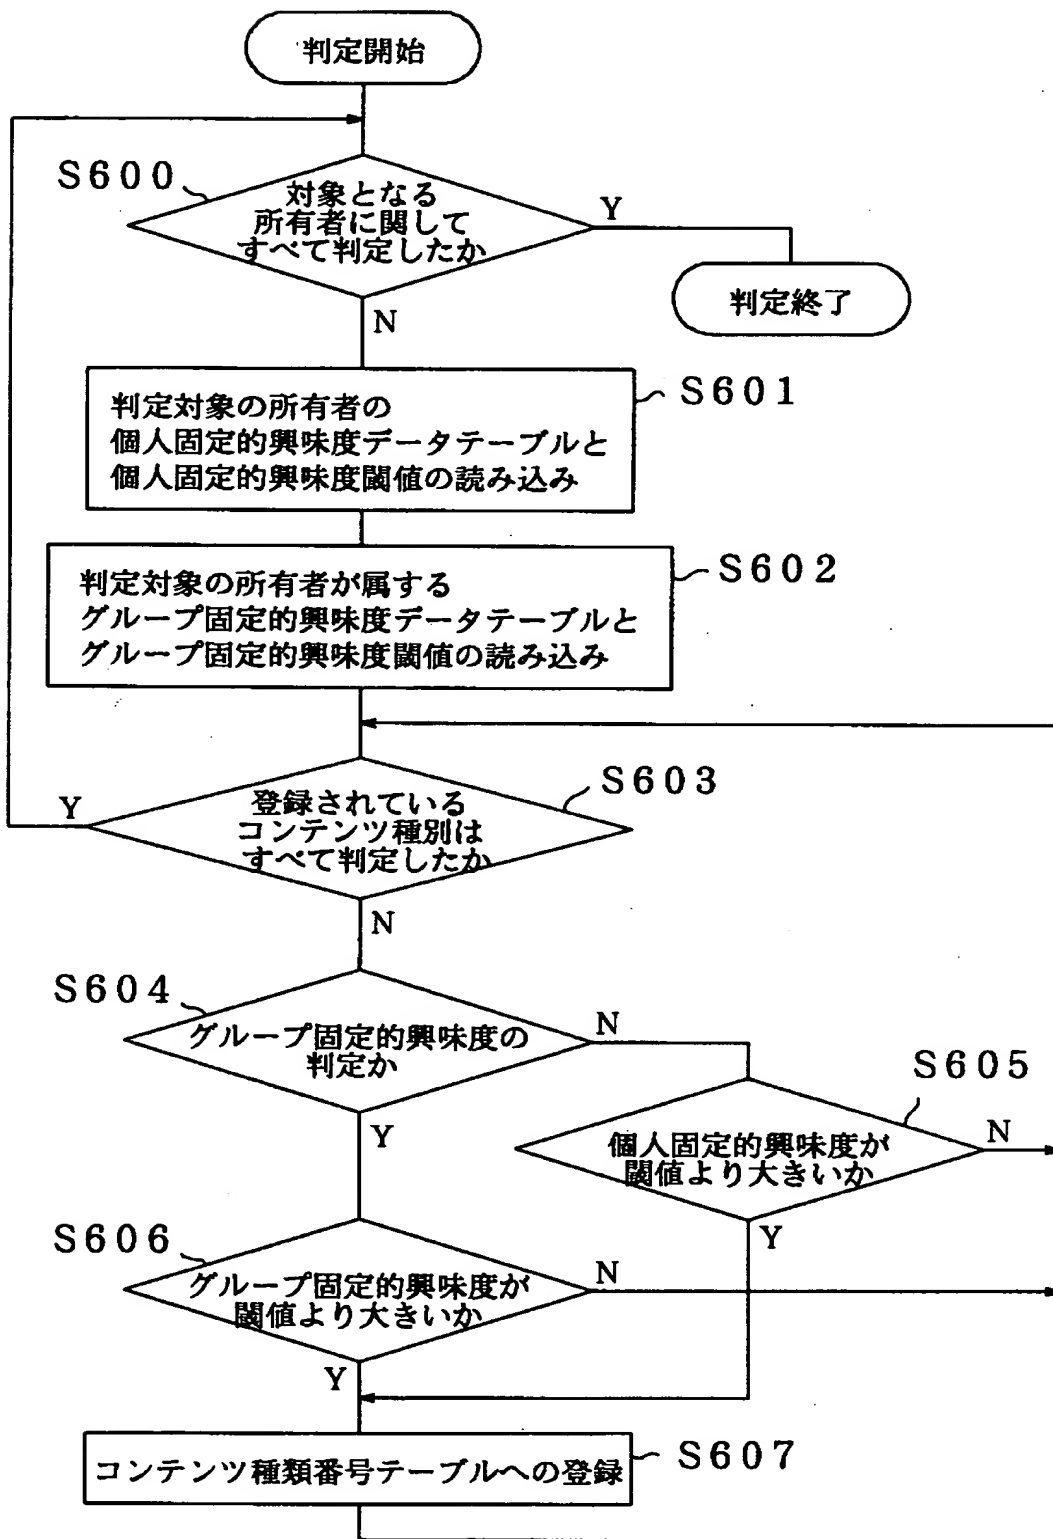 判定開始
S600
対象となる
所有者に関して
すべて判定したか
Y
判定終了
N
S601
判定対象の所有者の
個人固定的興味度データテーブルと
個人固定的興味度閾値の読み込み
S602
判定対象の所有者が属する
グループ固定的興味度データテーブルと
グループ固定的興味度閾値の読み込み
S603
Y
登録されている
コンテンツ種別は
すべて判定したか
N
S604
グループ固定的興味度の
判定か
N
S605
Y
個人固定的興味度が
閾値より大きいか
N
S606
Y
グループ固定的興味度が
閾値より大きいか
N
Y
S607
コンテンツ種類番号テーブルへの登録